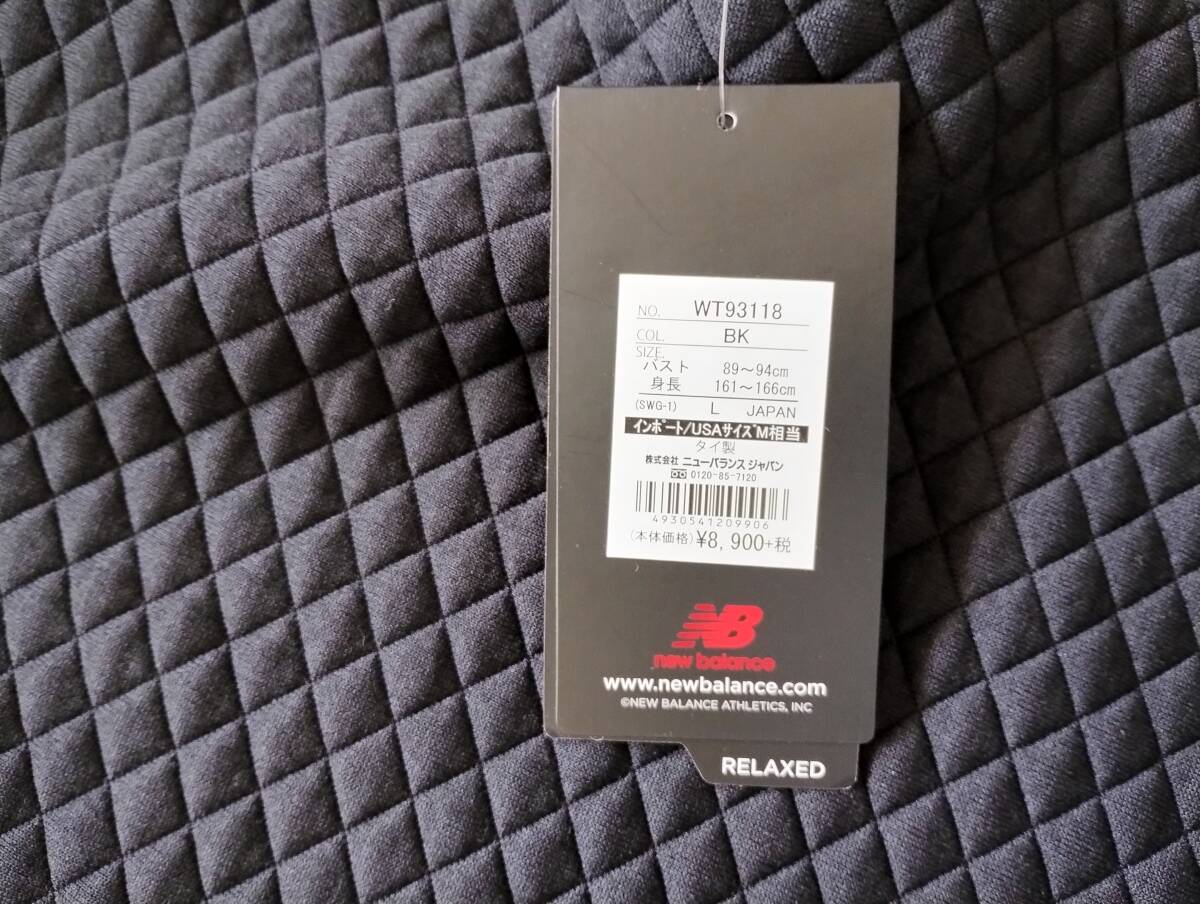 NO. WT93118
COL. BK
SIZE.
バスト 89～94cm
身長 161～166cm
(SWG-1) L JAPAN
インポート/USAサイズM相当
タイ製
株式会社 ニューバランス ジャパン
0120-85-7120
4930541209906
(本体価格) ¥8,900+税
NB
new balance
www.newbalance.com
©NEW BALANCE ATHLETICS, INC
RELAXED